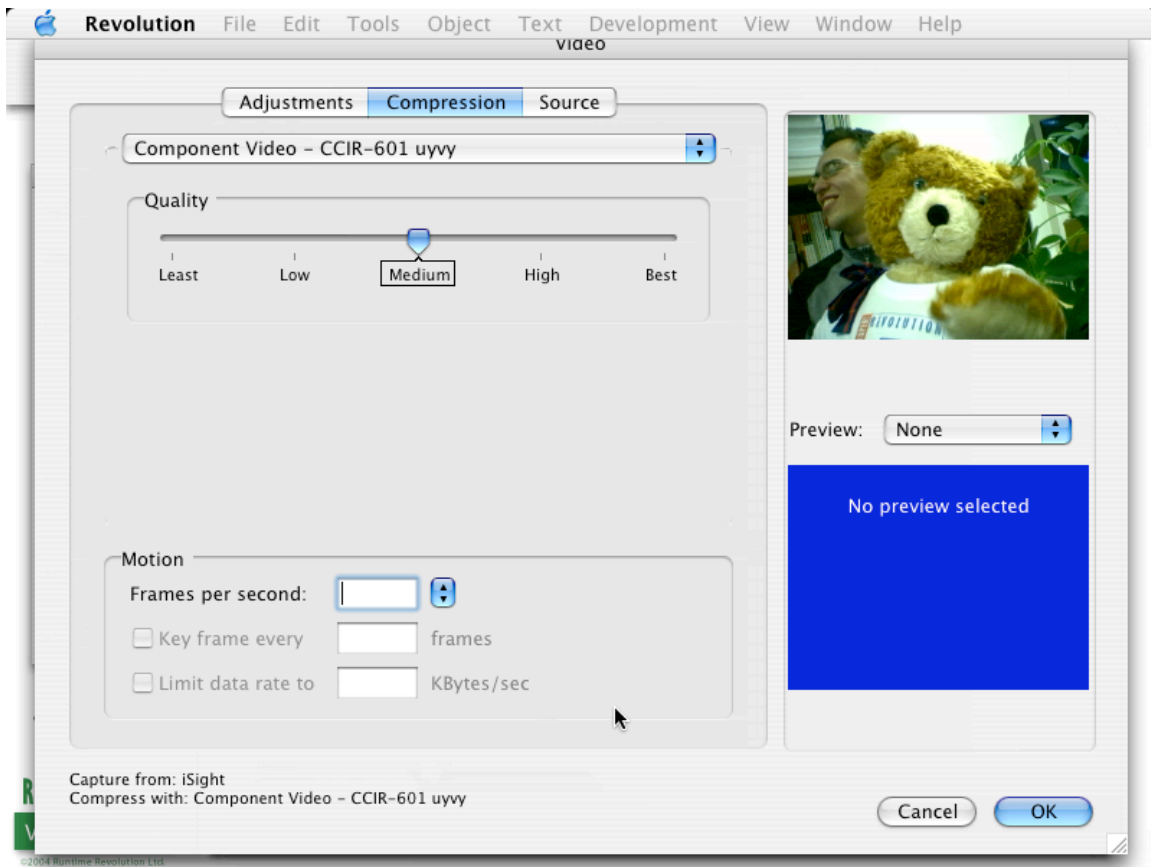 Revolution File Edit Tools Object Text Development View Window Help
Video
Adjustments Compression Source
Component Video – CCIR-601 uyvy
Quality
Least Low Medium High Best
REVOLUTION
Preview: None
No preview selected
Motion
Frames per second:
Key frame every frames
Limit data rate to KBytes/sec
Capture from: iSight
Compress with: Component Video – CCIR-601 uyvy
Cancel OK
R
V
©2004 Runtime Revolution Ltd.